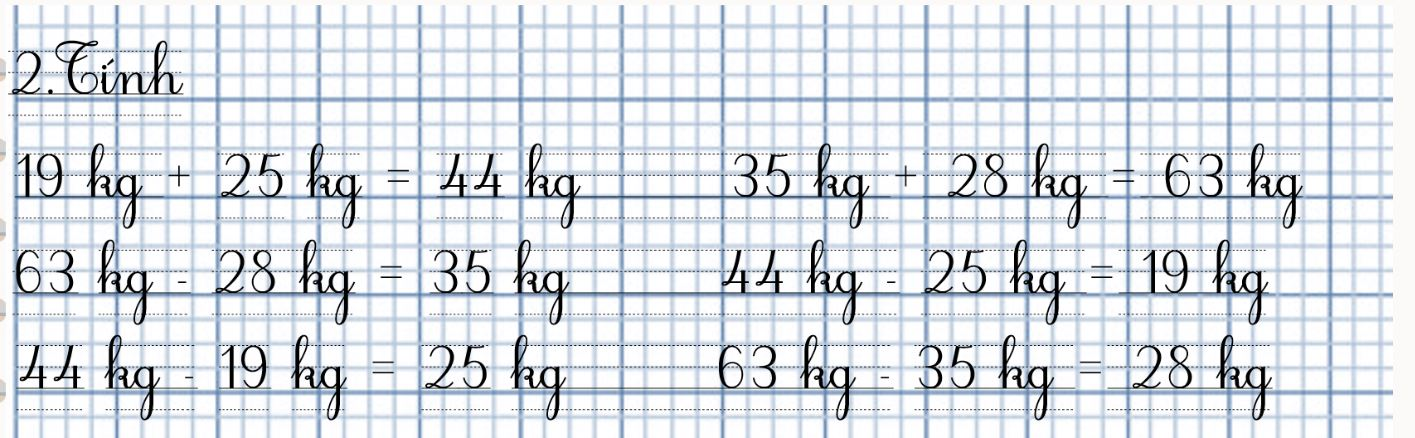 2. Tính
19 kg + 25 kg = 44 kg 35 kg + 28 kg = 63 kg
63 kg - 28 kg = 35 kg 44 kg - 25 kg = 19 kg
44 kg - 19 kg = 25 kg 63 kg - 35 kg = 28 kg